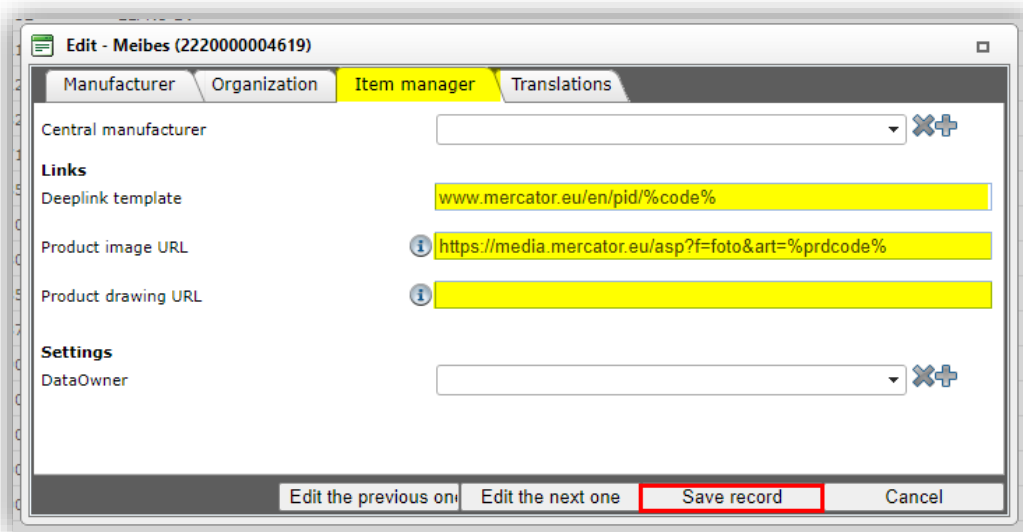 Edit - Meibes (2220000004619)
Manufacturer Organization Item manager Translations
Central manufacturer
Links
Deeplink template www.mercator.eu/en/pid/%code%
Product image URL https://media.mercator.eu/asp?f=foto&art=%prdcode%
Product drawing URL
Settings
DataOwner
Edit the previous one Edit the next one Save record Cancel